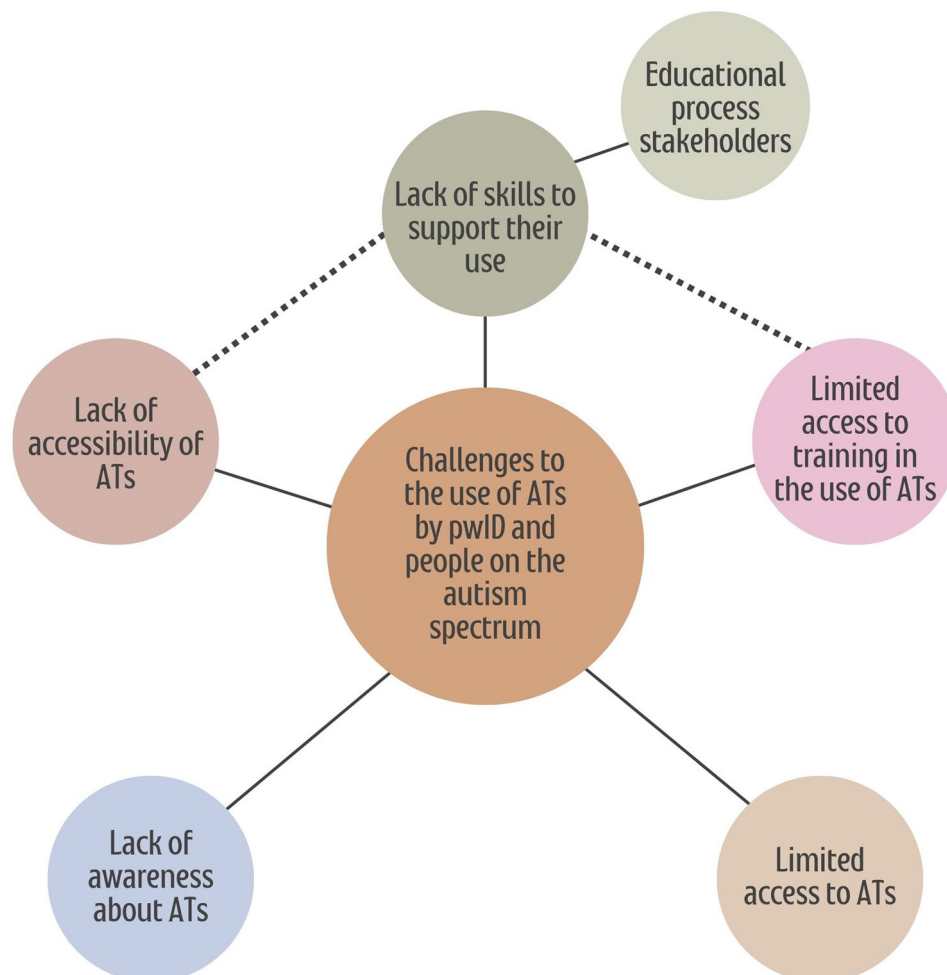 Educational
process
stakeholders
Lack of skills to
support their
use
Lack of
accessibility of
ATs
Limited
access to
training in
the use of ATs
Challenges to
the use of ATs
by pwID and
people on the
autism
spectrum
Lack of
awareness
about ATs
Limited
access to ATs